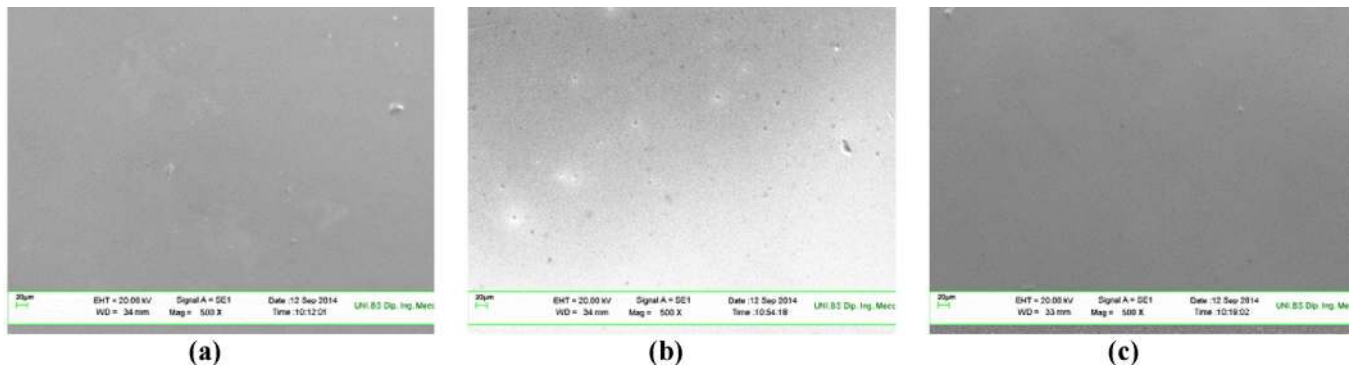 20µm EHT = 20.00 kV Signal A = SE1 Date :12 Sep 2014 UNI.BS Dip. Ing. Mecc
WD = 34 mm Mag = 500 X Time :10:12:01
20µm EHT = 20.00 kV Signal A = SE1 Date :12 Sep 2014 UNI.BS Dip. Ing. Mecc
WD = 34 mm Mag = 500 X Time :10:54:18
20µm EHT = 20.00 kV Signal A = SE1 Date :12 Sep 2014 UNI.BS Dip. Ing. Mecc
WD = 33 mm Mag = 500 X Time :10:19:02
(a)
(b)
(c)